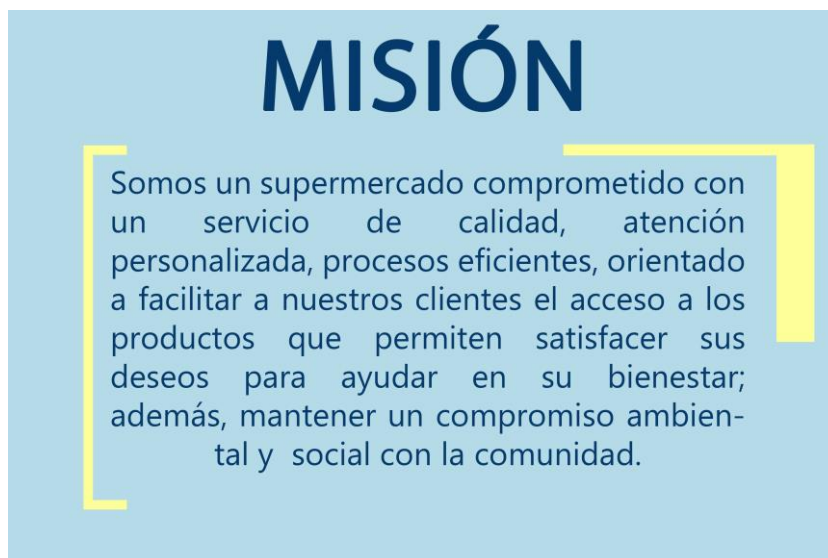 MISIÓN
Somos un supermercado comprometido con
un servicio de calidad, atención
personalizada, procesos eficientes, orientado
a facilitar a nuestros clientes el acceso a los
productos que permiten satisfacer sus
deseos para ayudar en su bienestar;
además, mantener un compromiso ambien-
tal y social con la comunidad.